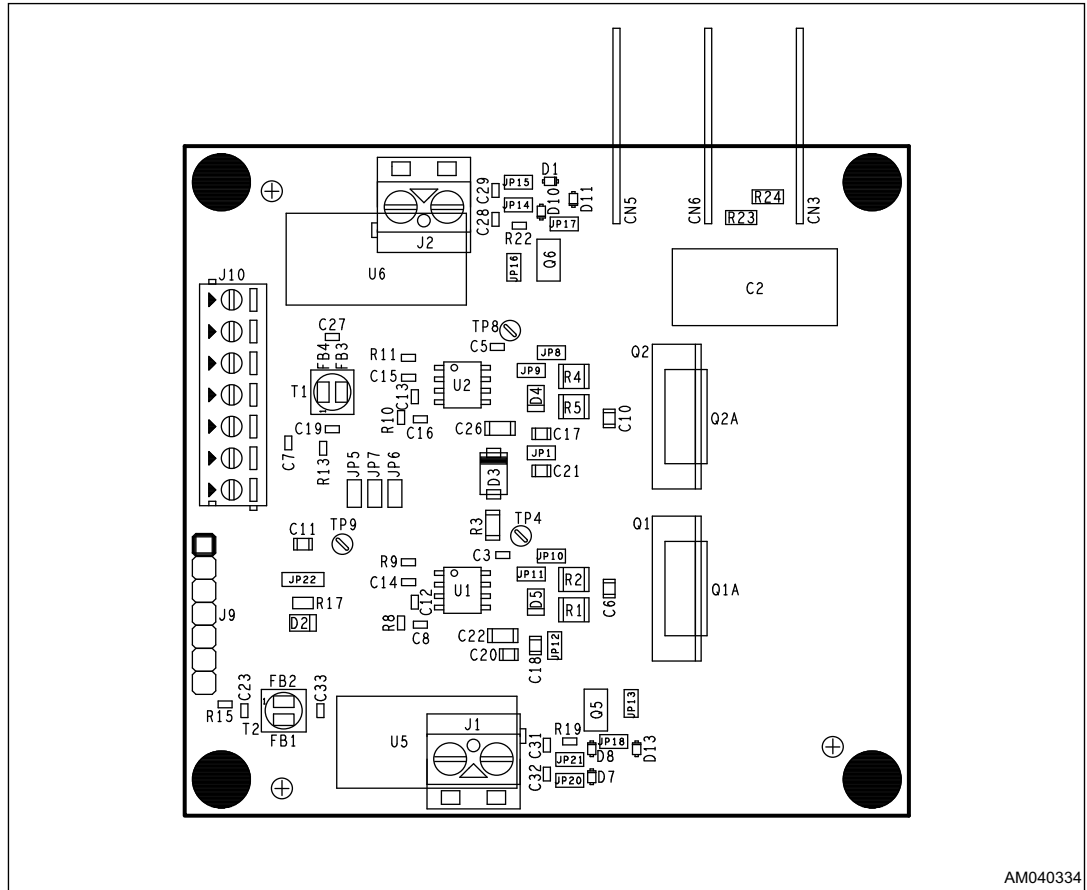 D1
JP15
C29
D10
D11
JP14
C28
JP17
R22
J2
CN5
CN6
CN3
R24
R23
JP16
Q6
U6
C2
J10
TP8
C27
C5
FB4
FB3
R11
JP8
Q2
C15
U2
JP9
R4
T1
1
C13
D4
R5
Q2A
R10
C16
C26
C17
C10
C19
C7
R13
JP1
JP5
JP7
JP6
D3
C21
TP9
R3
TP4
Q1
C11
C3
JP10
R9
JP11
R2
JP22
C14
U1
Q1A
R17
C12
D5
R1
C6
J9
D2
R8
C8
C22
C20
C18
JP12
FB2
C23
C33
1
R15
T2
FB1
Q5
JP13
J1
U5
C31
R19
JP18
D8
D13
JP21
C32
JP20
D7
AM040334